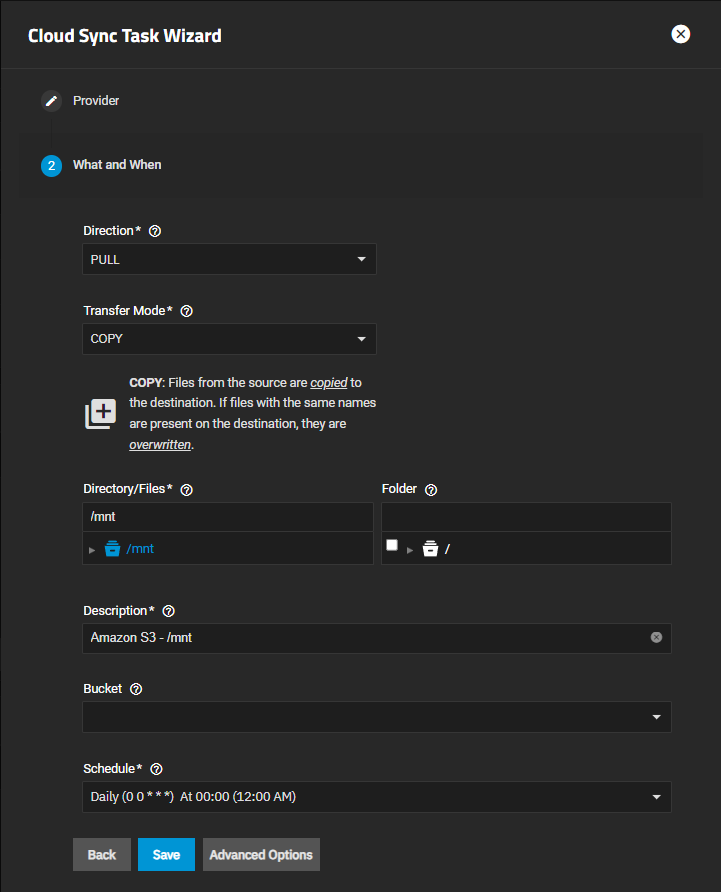 Cloud Sync Task Wizard
Provider
2 What and When
Direction* ?
PULL
Transfer Mode* ?
COPY
COPY: Files from the source are copied to
the destination. If files with the same names
are present on the destination, they are
overwritten.
Directory/Files* ? Folder ?
/mnt
/mnt /
Description* ?
Amazon S3 - /mnt
Bucket ?
Schedule* ?
Daily (0 0 * * *) At 00:00 (12:00 AM)
Back Save Advanced Options